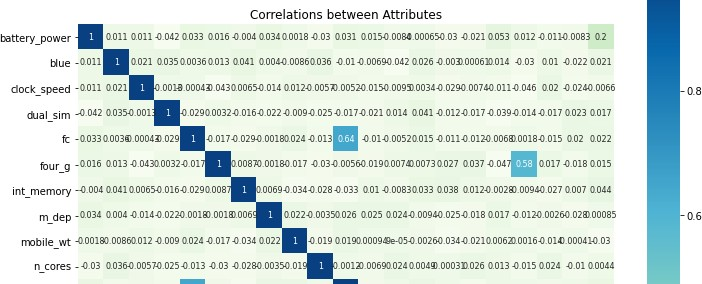 Correlations between Attributes
battery_power 1 0.011 0.011 -0.042 0.033 0.016 -0.004 0.034 0.0018 -0.03 0.031 0.015 -0.0084 0.00065 -0.03 -0.021 0.053 0.012 -0.011 -0.0083 0.2
blue 0.011 1 0.021 0.035 0.0036 0.013 0.041 0.004 -0.0086 0.036 -0.01 -0.0069 -0.042 0.026 -0.003 0.00061 0.014 -0.03 0.01 -0.022 0.021
clock_speed 0.011 0.021 1 -0.0013 -0.00043 -0.043 0.0065 -0.014 0.012 -0.0057 -0.0052 -0.015 -0.0095 0.0034 -0.029 -0.0074 -0.011 -0.046 0.02 -0.024 -0.0066
dual_sim -0.042 0.035 -0.0013 1 -0.029 0.0032 -0.016 -0.022 -0.009 -0.025 -0.017 -0.021 0.014 0.041 -0.012 -0.017 -0.039 -0.014 -0.017 0.023 0.017
fc 0.033 0.0036 -0.00043 -0.029 1 -0.017 -0.029 -0.0018 0.024 -0.013 0.64 -0.01 -0.0052 0.015 -0.011 -0.012 -0.0068 0.0018 -0.015 0.02 0.022
four_g 0.016 0.013 -0.043 0.0032 -0.017 1 0.0087 -0.0018 -0.017 -0.03 -0.0056 -0.019 0.0074 0.0073 0.027 0.037 -0.047 0.58 0.017 -0.018 0.015
int_memory -0.004 0.041 0.0065 -0.016 -0.029 0.0087 1 0.0069 -0.034 -0.028 -0.033 0.01 -0.0083 0.033 0.038 0.012 -0.0028 -0.0094 -0.027 0.007 0.044
m_dep 0.034 0.004 -0.014 -0.022 -0.0018 -0.0018 0.0069 1 0.022 -0.0035 0.026 0.025 0.024 -0.0094 -0.025 -0.018 0.017 -0.012 -0.0026 -0.028 0.00085
mobile_wt 0.0018 -0.0086 0.012 -0.009 0.024 -0.017 -0.034 0.022 1 -0.019 0.019 0.00094 -9e-05 -0.0026 -0.034 -0.021 0.0062 0.0016 -0.014 -0.00041 -0.03
n_cores -0.03 0.036 -0.0057 -0.025 -0.013 -0.03 -0.028 -0.0035 -0.019 1 -0.0012 -0.0069 0.024 0.0049 -0.00031 0.026 0.013 -0.015 0.024 -0.01 0.0044
0.8
0.6